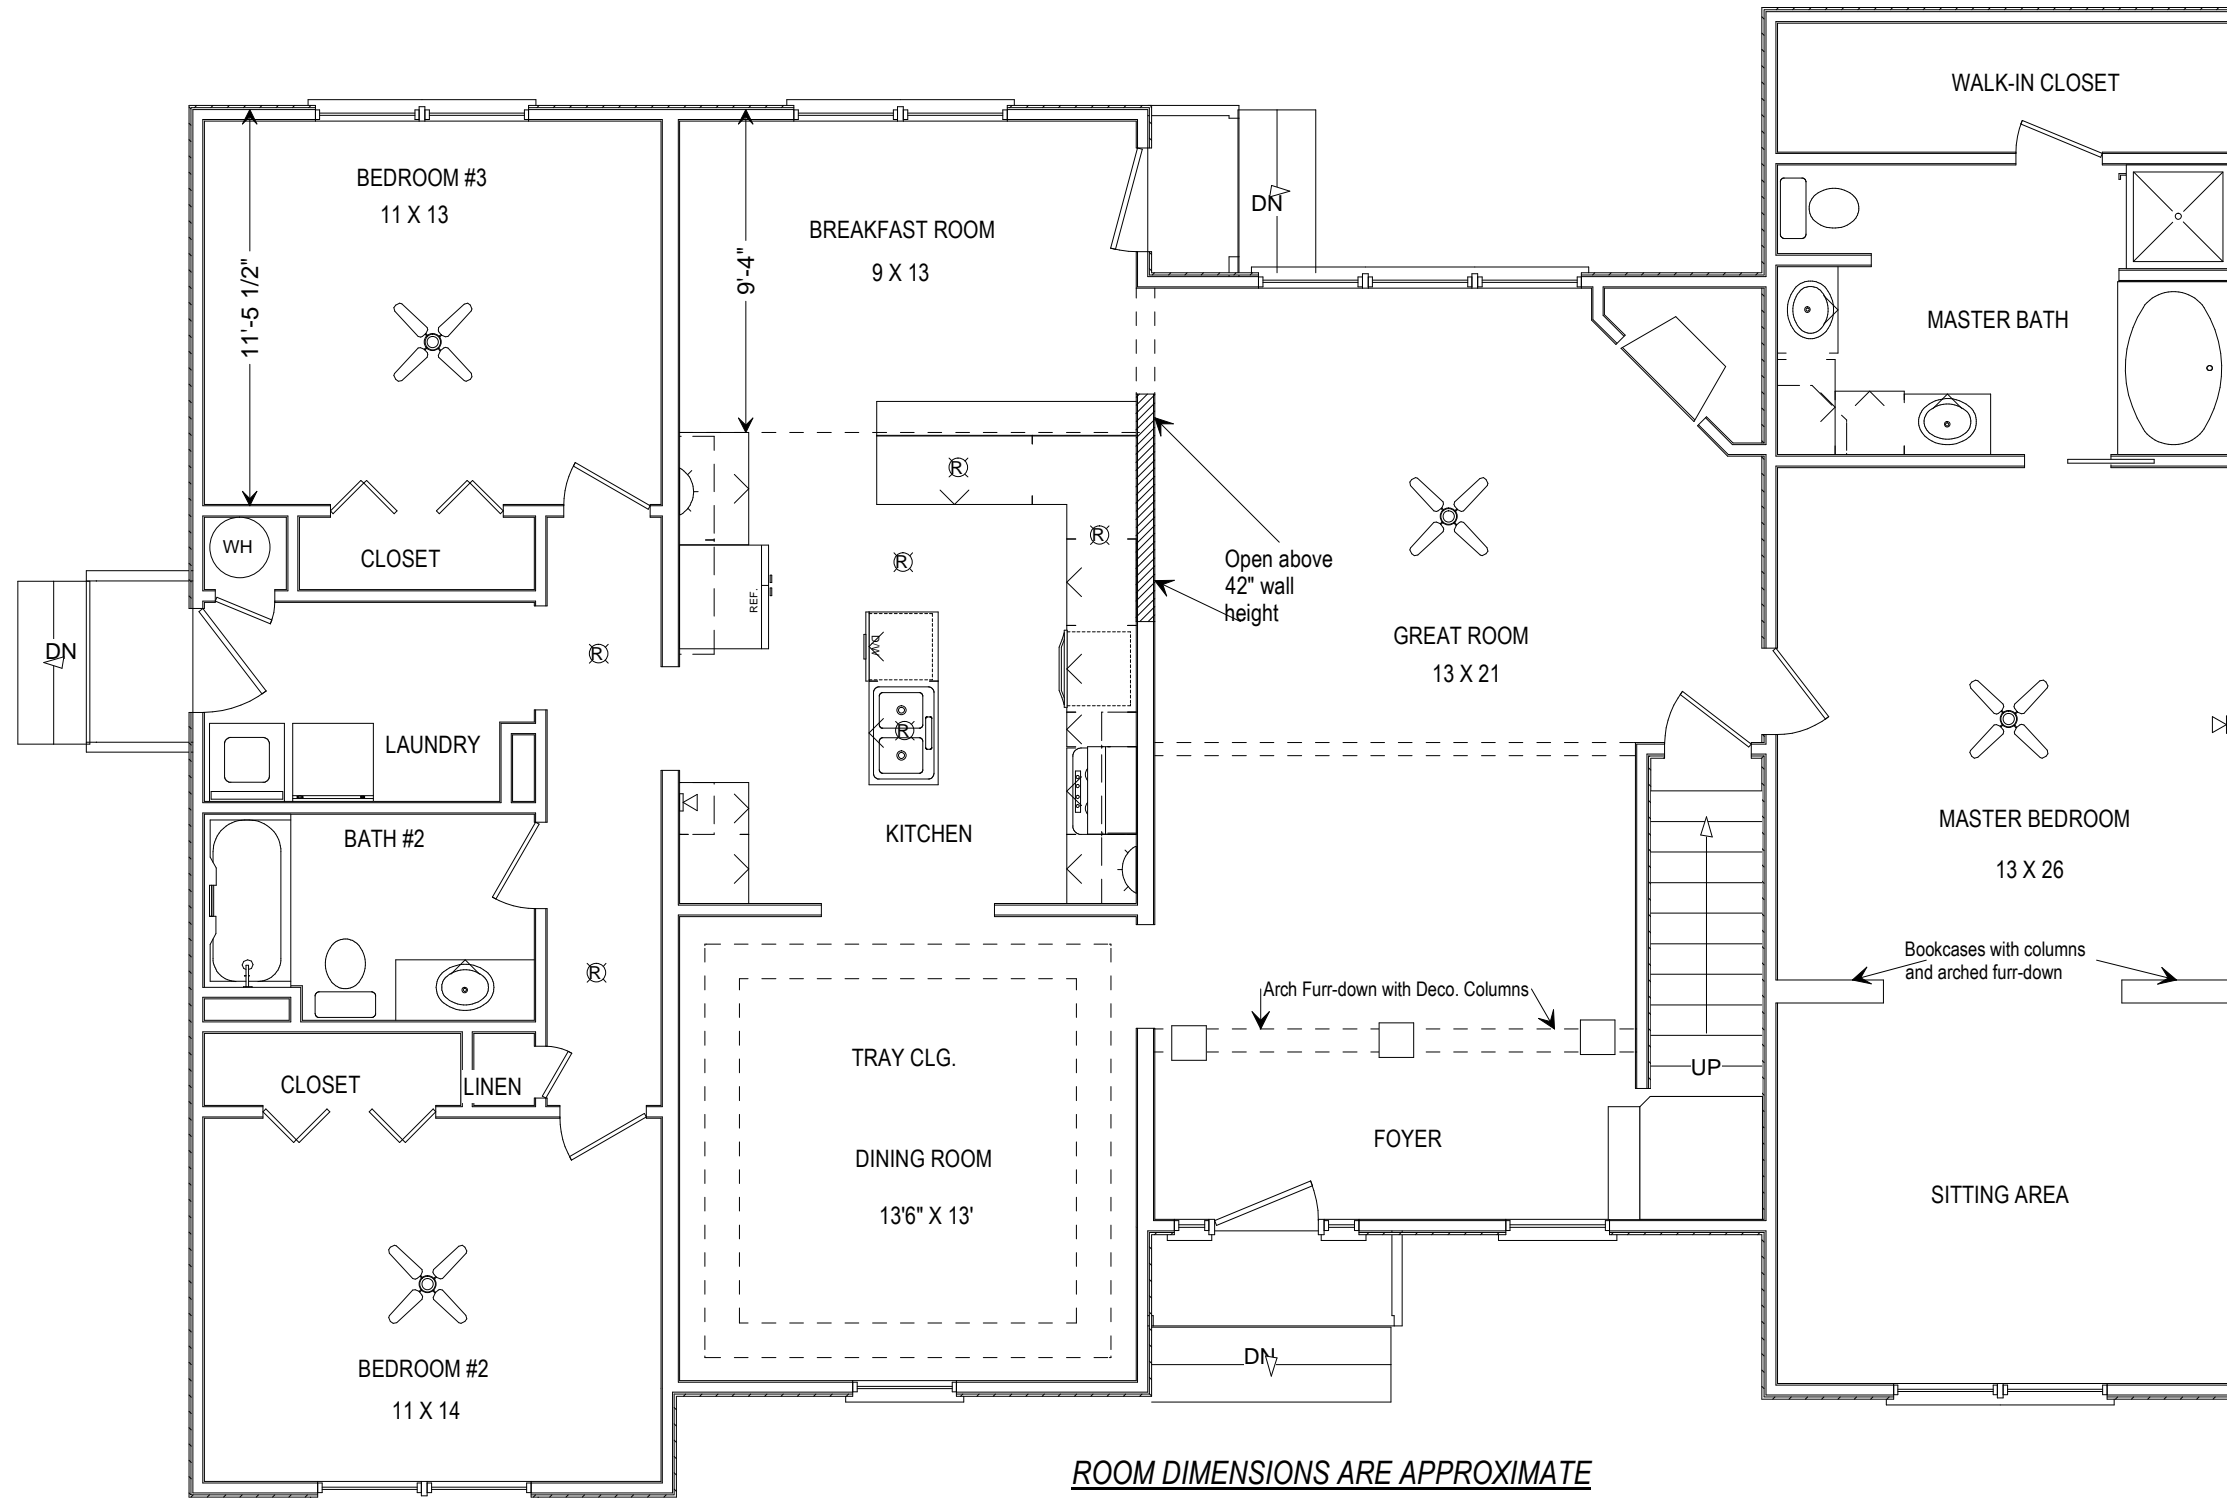 WALK-IN CLOSET
BEDROOM #3
11 X 13
11'-5 1/2"
BREAKFAST ROOM
9 X 13
9'-4"
DN
MASTER BATH
R
R
R
WH
CLOSET
REF.
Open above
42" wall
height
GREAT ROOM
13 X 21
DN
R
D/W
R
LAUNDRY
KITCHEN
BATH #2
MASTER BEDROOM
13 X 26
R
Bookcases with columns
and arched furr-down
Arch Furr-down with Deco. Columns
TRAY CLG.
CLOSET
LINEN
UP
FOYER
DINING ROOM
13'6" X 13'
SITTING AREA
DN
BEDROOM #2
11 X 14
ROOM DIMENSIONS ARE APPROXIMATE